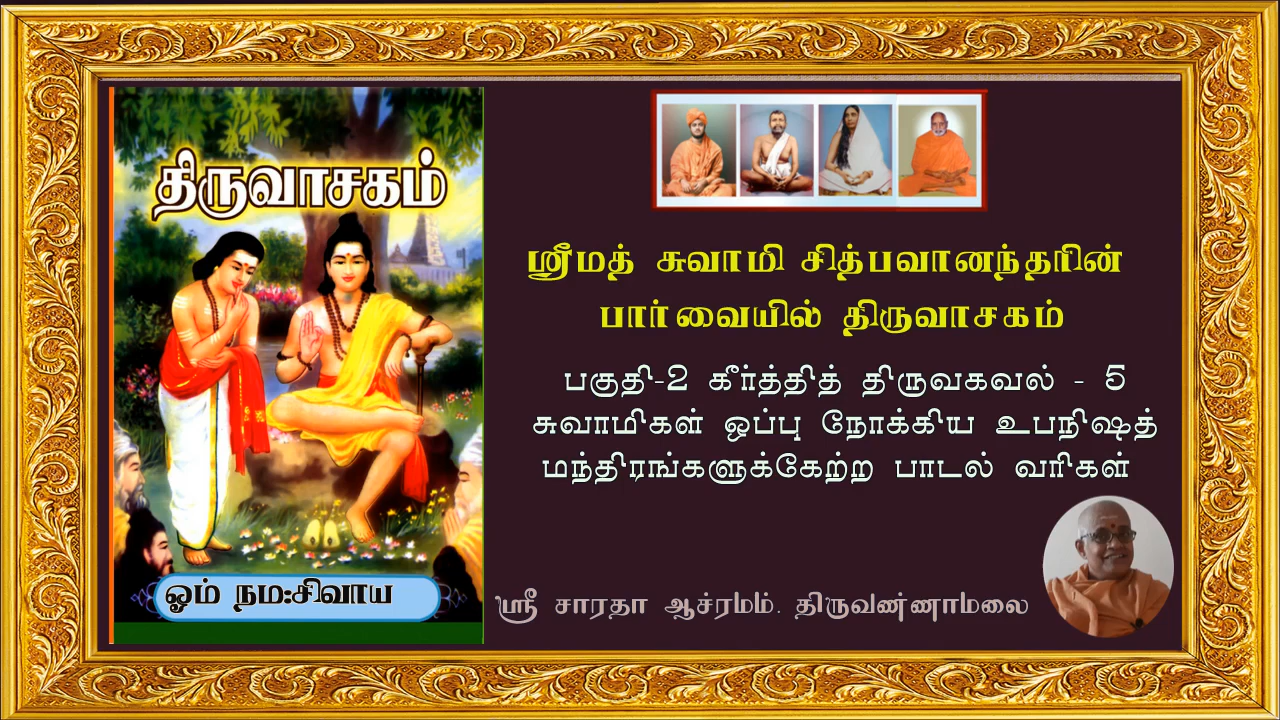 திருவாசகம்
ஓம் நம:சிவாய
ஸ்ரீமத் சுவாமி சித்பவானந்தரின்
பார்வையில் திருவாசகம்
பகுதி-2 கீர்த்தித் திருவகவல் - 5
சுவாமிகள் ஒப்பு நோக்கிய உபநிஷத்
மந்திரங்களுக்கேற்ற பாடல் வரிகள்
ஸ்ரீ சாரதா ஆச்ரமம். திருவண்ணாமலை